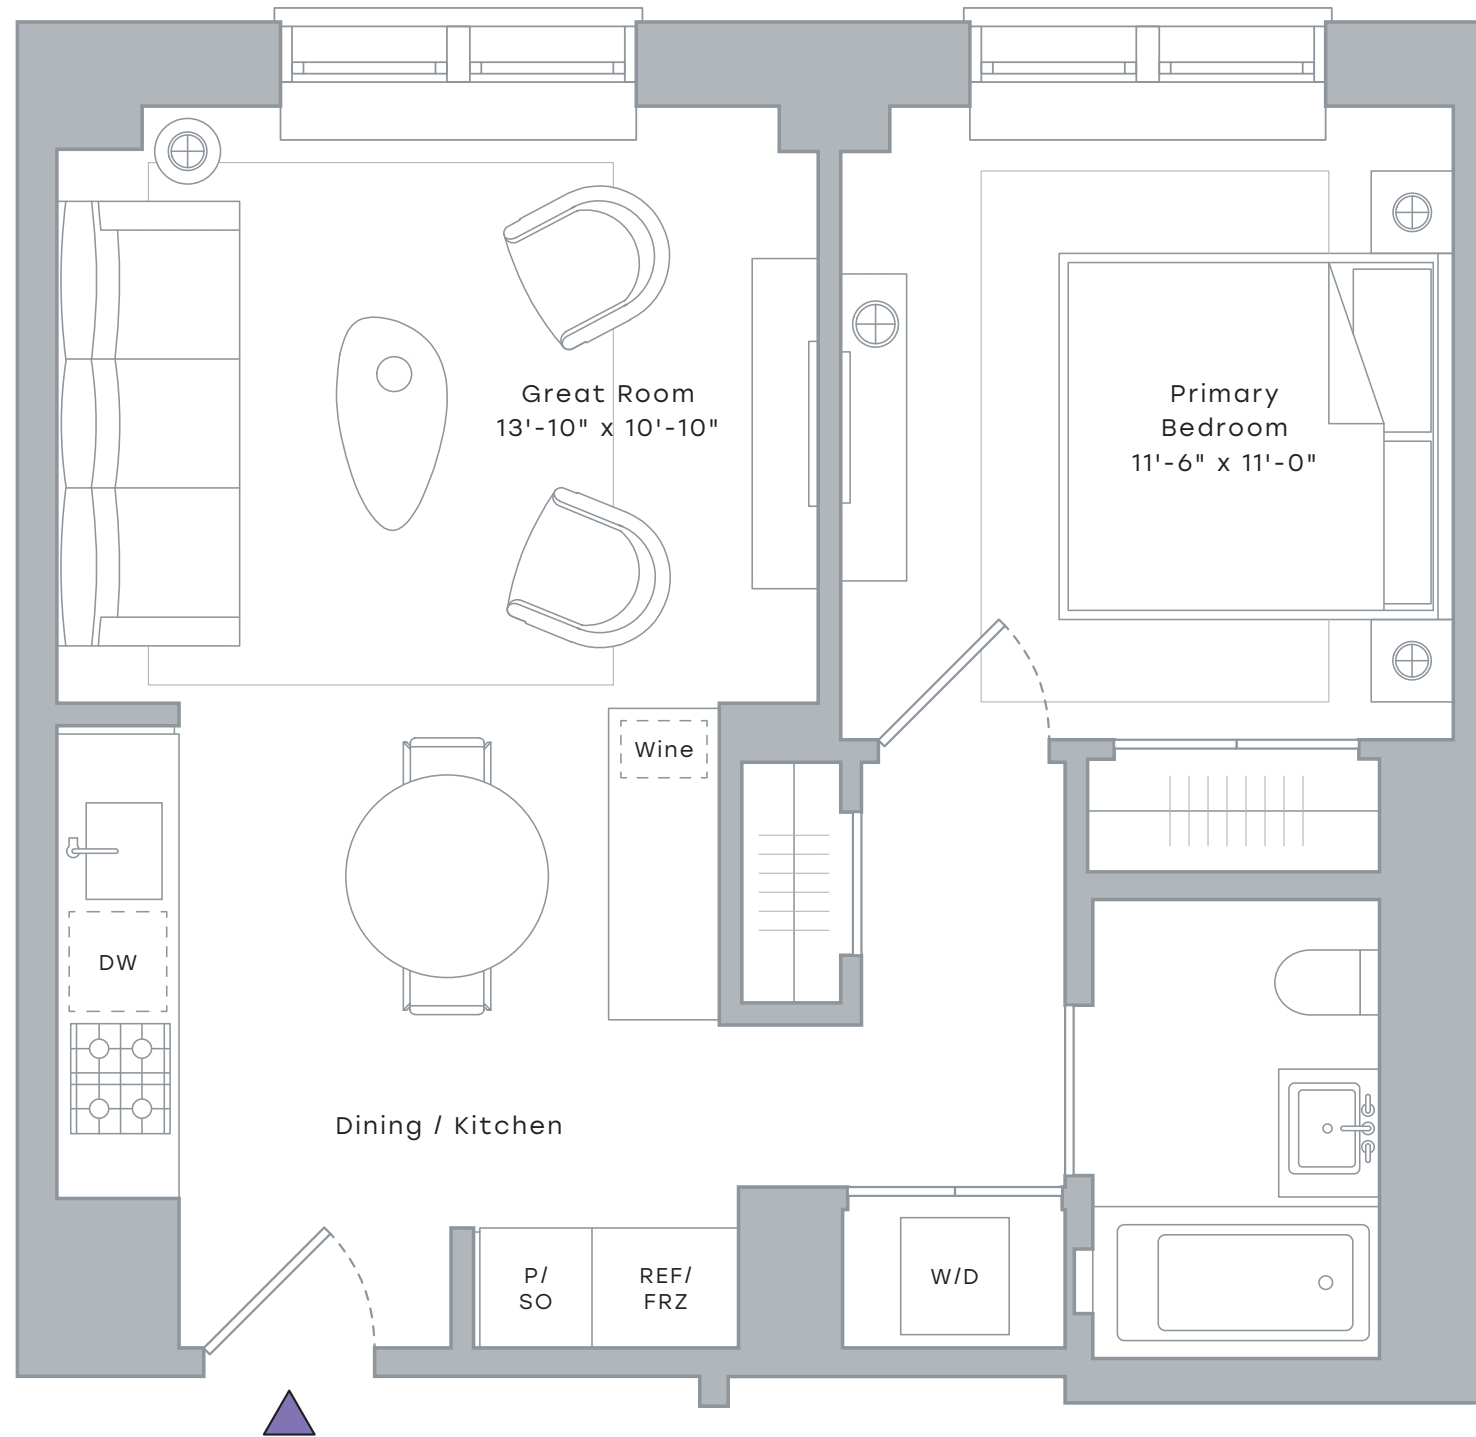 Great Room
13'-10" x 10'-10"
Primary
Bedroom
11'-6" x 11'-0"
Wine
DW
Dining / Kitchen
P/
SO
REF/
FRZ
W/D